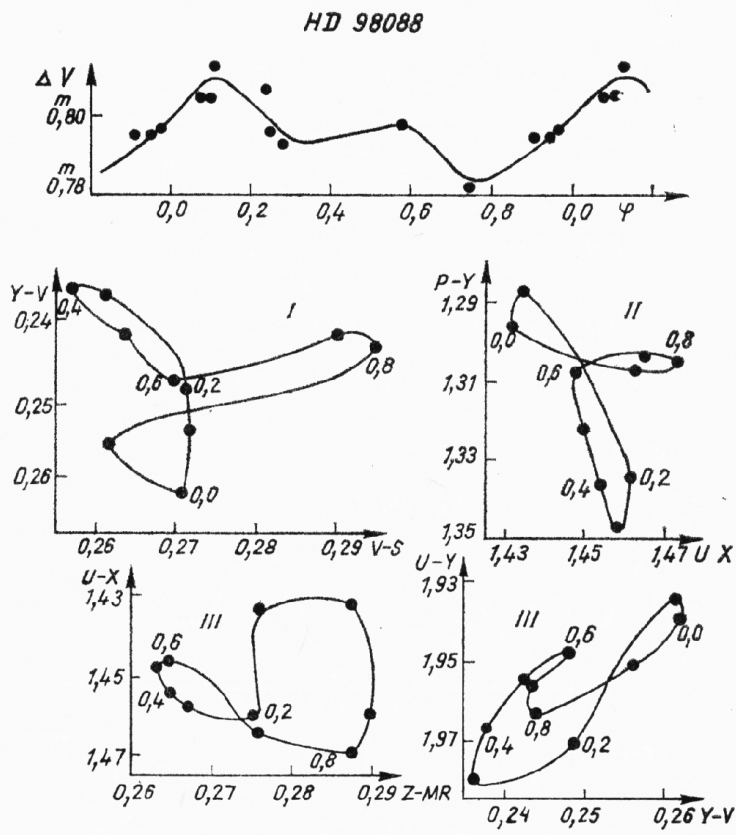 HD 98088
Δ V
m
0,80
m
0,78
0,0 0,2 0,4 0,6 0,8 0,0 φ
Y-V
0,24
0,25
0,26
I
0,4
0,6
0,2
0,8
0,0
0,26 0,27 0,28 0,29 V-S
P-Y
1,29
1,31
1,33
1,35
II
0,0
0,8
0,6
0,4
0,2
1,43 1,45 1,47 U X
U-X
1,43
1,45
1,47
III
0,6
0,4
0,2
0,8
0,26 0,27 0,28 0,29 Z-MR
U-Y
1,93
1,95
1,97
III
0,6
0,0
0,8
0,4
0,2
0,24 0,25 0,26 Y-V